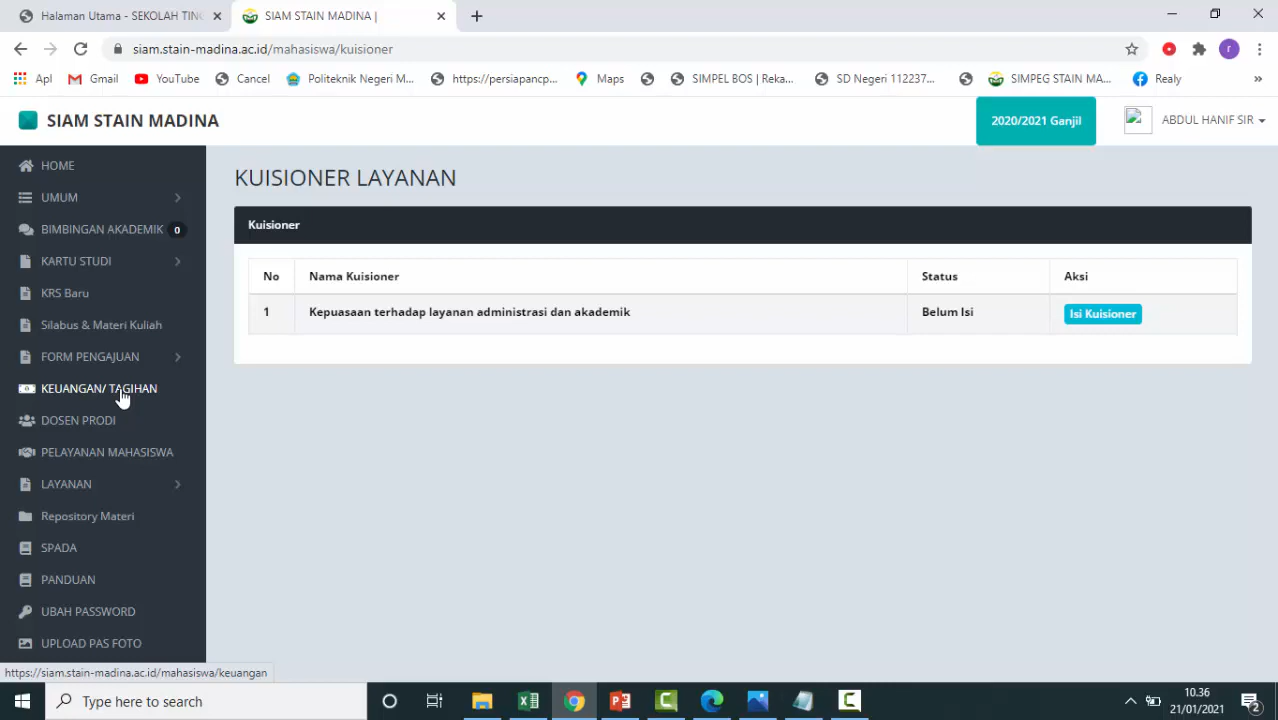 Halaman Utama - SEKOLAH TING
SIAM STAIN MADINA |
siam.stain-madina.ac.id/mahasiswa/kuisioner
r
Apl
Gmail
YouTube
Cancel
Politeknik Negeri M...
https://persiapancp...
Maps
SIMPEL BOS | Reka...
SD Negeri 112237...
SIMPEG STAIN MA...
Realy
»
SIAM STAIN MADINA
2020/2021 Ganjil
ABDUL HANIF SIR
HOME
UMUM
BIMBINGAN AKADEMIK 0
KARTU STUDI
KRS Baru
Silabus & Materi Kuliah
FORM PENGAJUAN
KEUANGAN/ TAGIHAN
DOSEN PRODI
PELAYANAN MAHASISWA
LAYANAN
Repository Materi
SPADA
PANDUAN
UBAH PASSWORD
UPLOAD PAS FOTO
KUISIONER LAYANAN
Kuisioner
No Nama Kuisioner Status Aksi
1 Kepuasaan terhadap layanan administrasi dan akademik Belum Isi Isi Kuisioner
https://siam.stain-madina.ac.id/mahasiswa/keuangan
Type here to search
10.36
21/01/2021
2